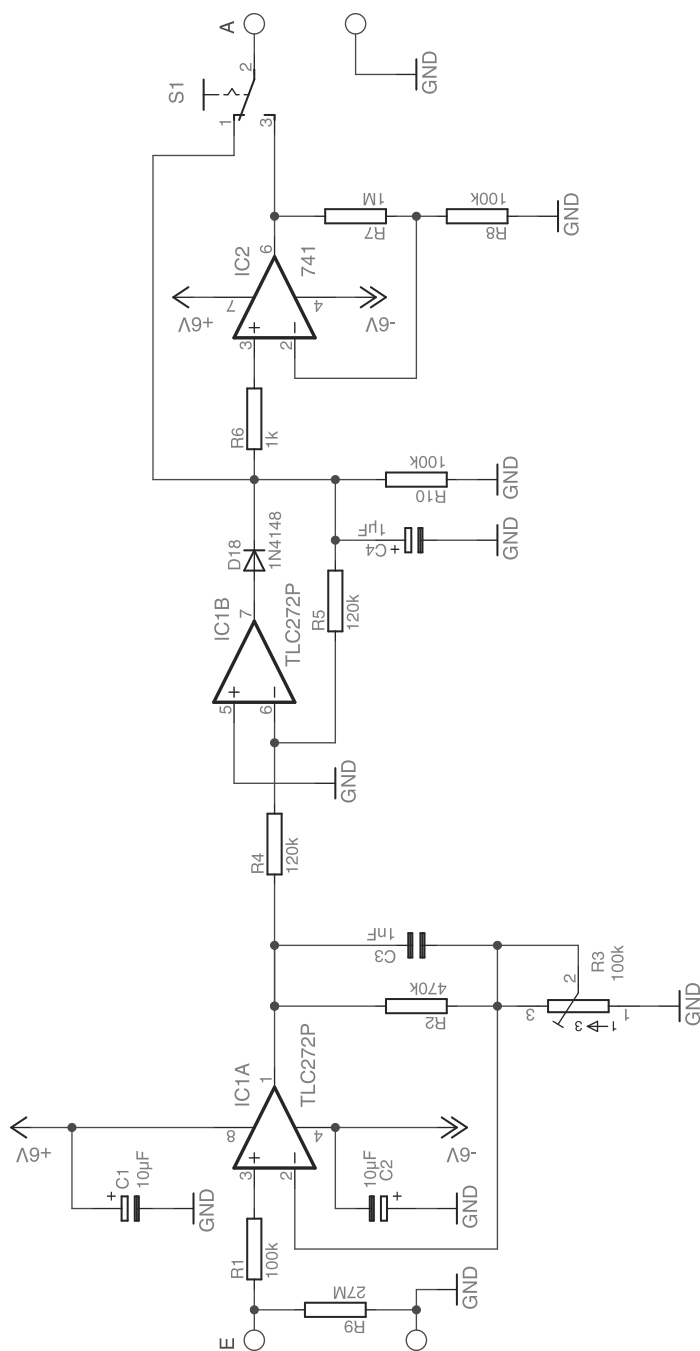 A
S1
2
1
3
GND
IC2
741
+6V
7
6
4
-6V
+
3
2
R7
1M
R8
100k
GND
R6
1k
R10
100k
GND
+C4
1µF
GND
D18
1N4148
R5
120k
IC1B
TLC272P
7
+
5
6
GND
R4
120k
C3
1nF
R2
470k
R3
100k
2
3
1
1
3
GND
IC1A
TLC272P
1
+6V
8
4
-6V
+
3
2
+
C1
10µF
GND
10µF
C2
+
GND
R1
100k
R9
27M
GND
E